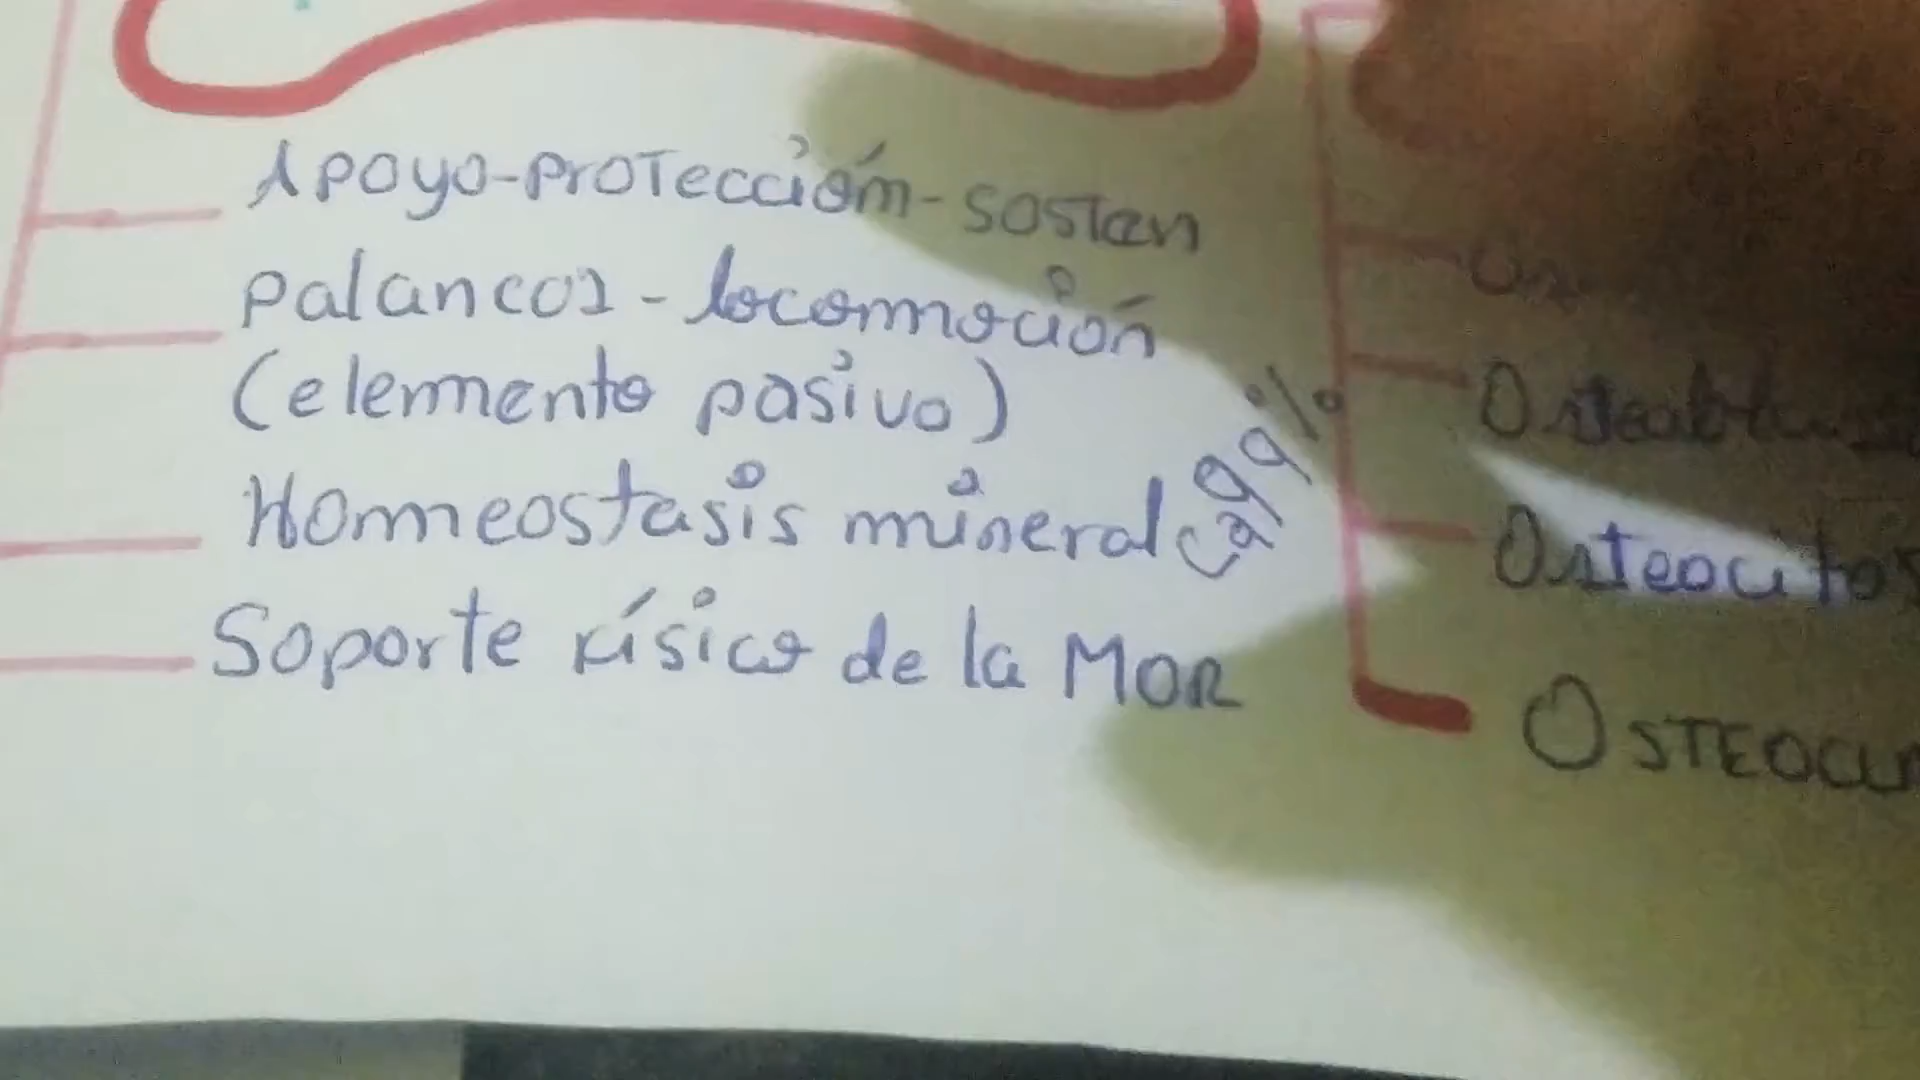 Apoyo-protección-sosten
palancas - locomoción
(elemento pasivo)
Homeostasis mineral Ca 99%
Soporte físico de la MOR
Osteocitos